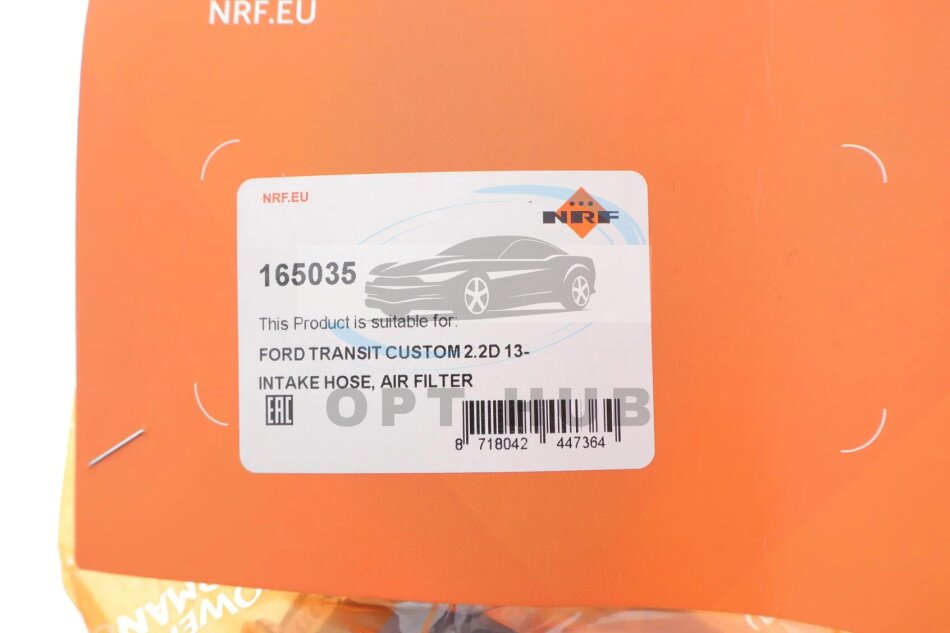 NRF.EU
NRF.EU
NRF
165035
This Product is suitable for:
FORD TRANSIT CUSTOM 2.2D 13-
INTAKE HOSE, AIR FILTER
EAC
OPT HUB
8 718042 447364